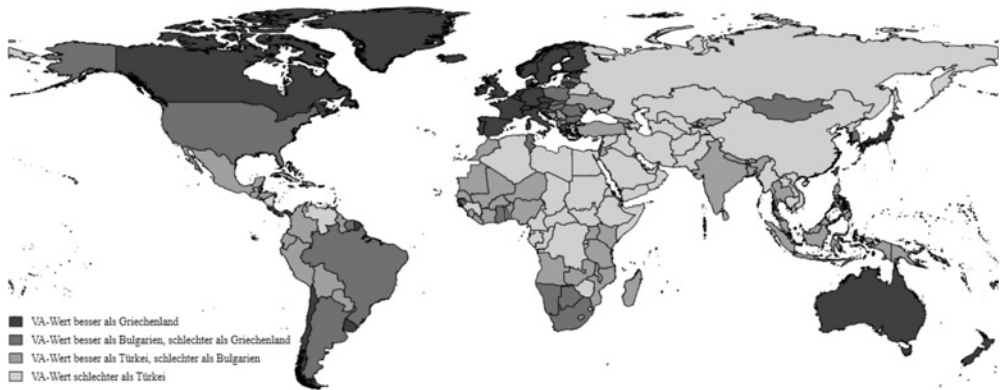 VA-Wert besser als Griechenland
VA-Wert besser als Bulgarien, schlechter als Griechenland
VA-Wert besser als Türkei, schlechter als Bulgarien
VA-Wert schlechter als Türkei